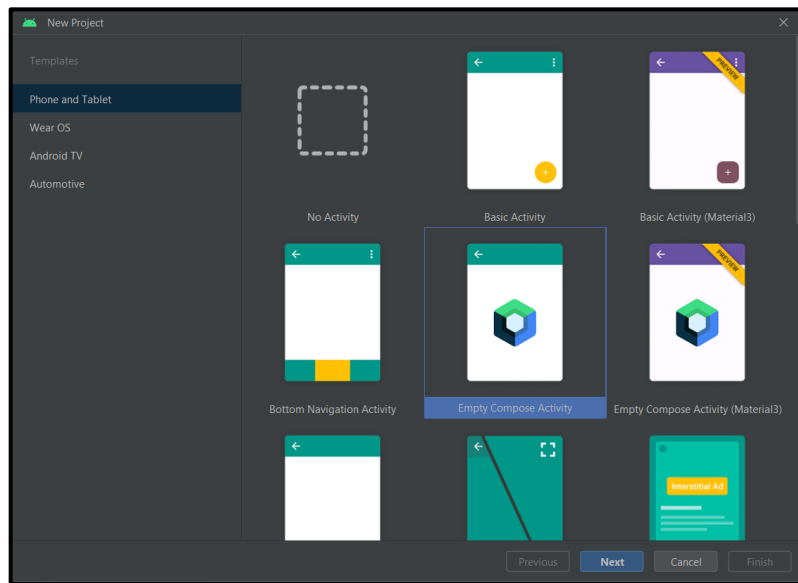 New Project
Templates
Phone and Tablet
Wear OS
Android TV
Automotive
PREVIEW
No Activity
Basic Activity
Basic Activity (Material3)
PREVIEW
Bottom Navigation Activity
Empty Compose Activity
Empty Compose Activity (Material3)
Interstitial Ad
Previous
Next
Cancel
Finish